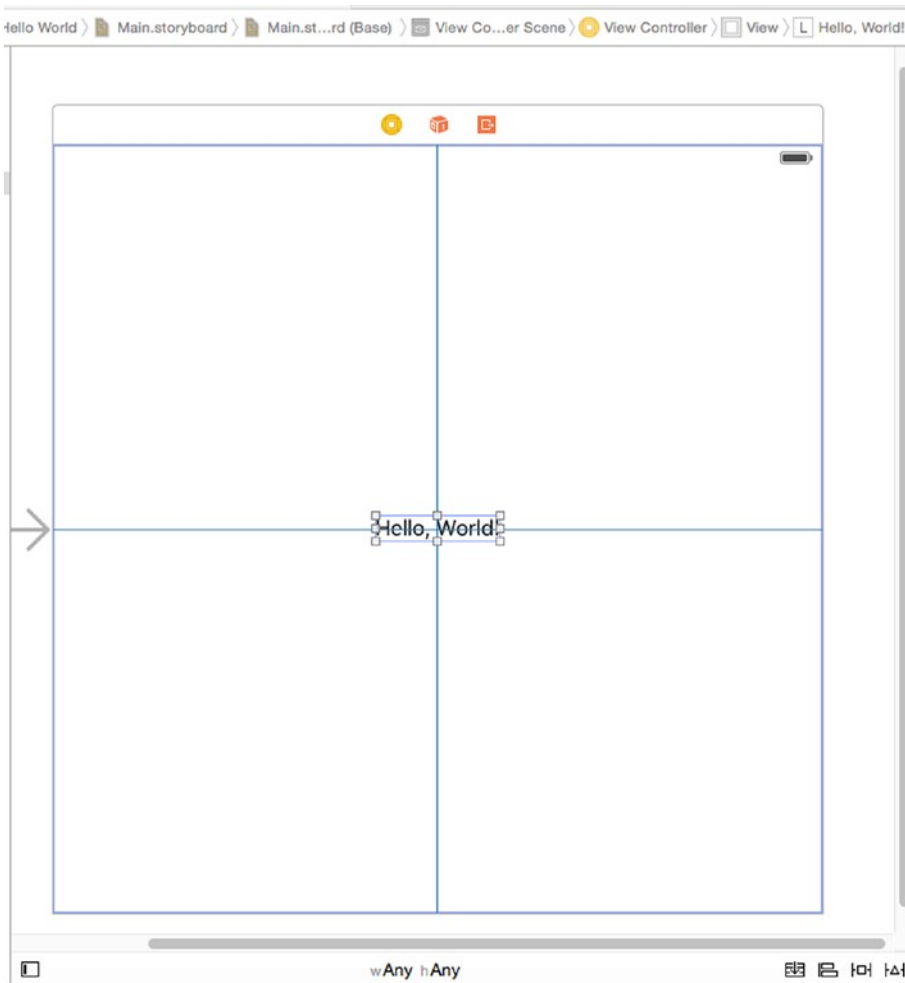 Hello World 〉 Main.storyboard 〉 Main.st...rd (Base) 〉 View Co...er Scene 〉 View Controller 〉 View 〉 L Hello, World!
Hello, World!
wAny hAny